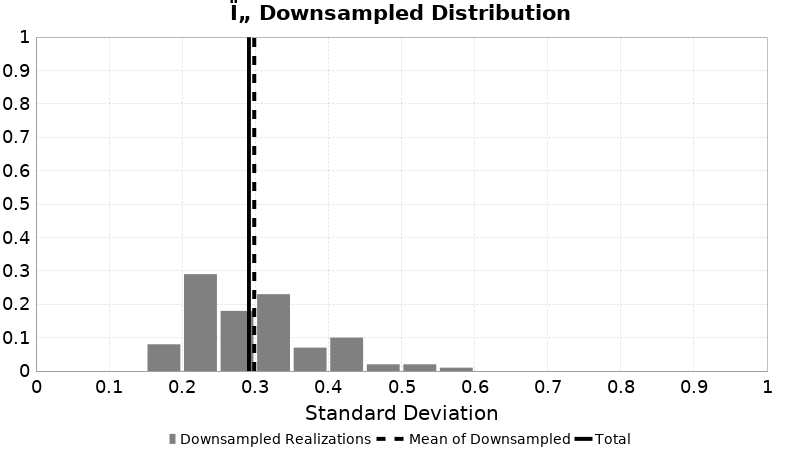 Ï„ Downsampled Distribution
1
0.9
0.8
0.7
0.6
0.5
0.4
0.3
0.2
0.1
0
0 0.1 0.2 0.3 0.4 0.5 0.6 0.7 0.8 0.9 1
Standard Deviation
Downsampled Realizations Mean of Downsampled Total